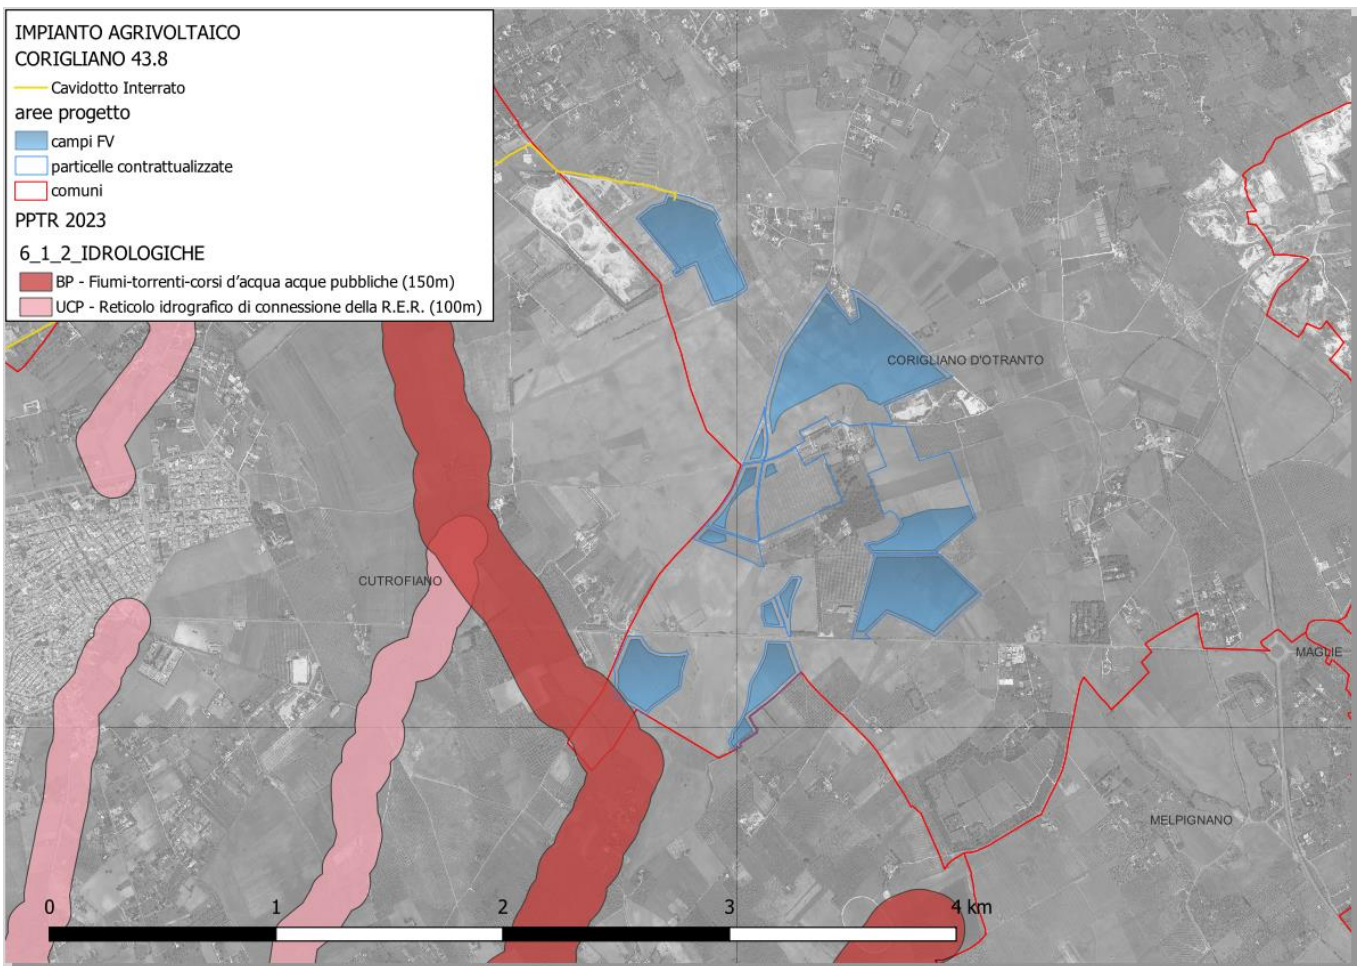 IMPIANTO AGRIVOLTAICO
CORIGLIANO 43.8
Cavidotto Interrato
aree progetto
campi FV
particelle contrattualizzate
comuni
PPTR 2023
6_1_2_IDROLOGICHE
BP - Fiumi-torrenti-corsi d'acqua acque pubbliche (150m)
UCP - Reticolo idrografico di connessione della R.E.R. (100m)
CORIGLIANO D'OTRANTO
CUTROFIANO
MAGLIE
MELPIGNANO
0 1 2 3 4 km